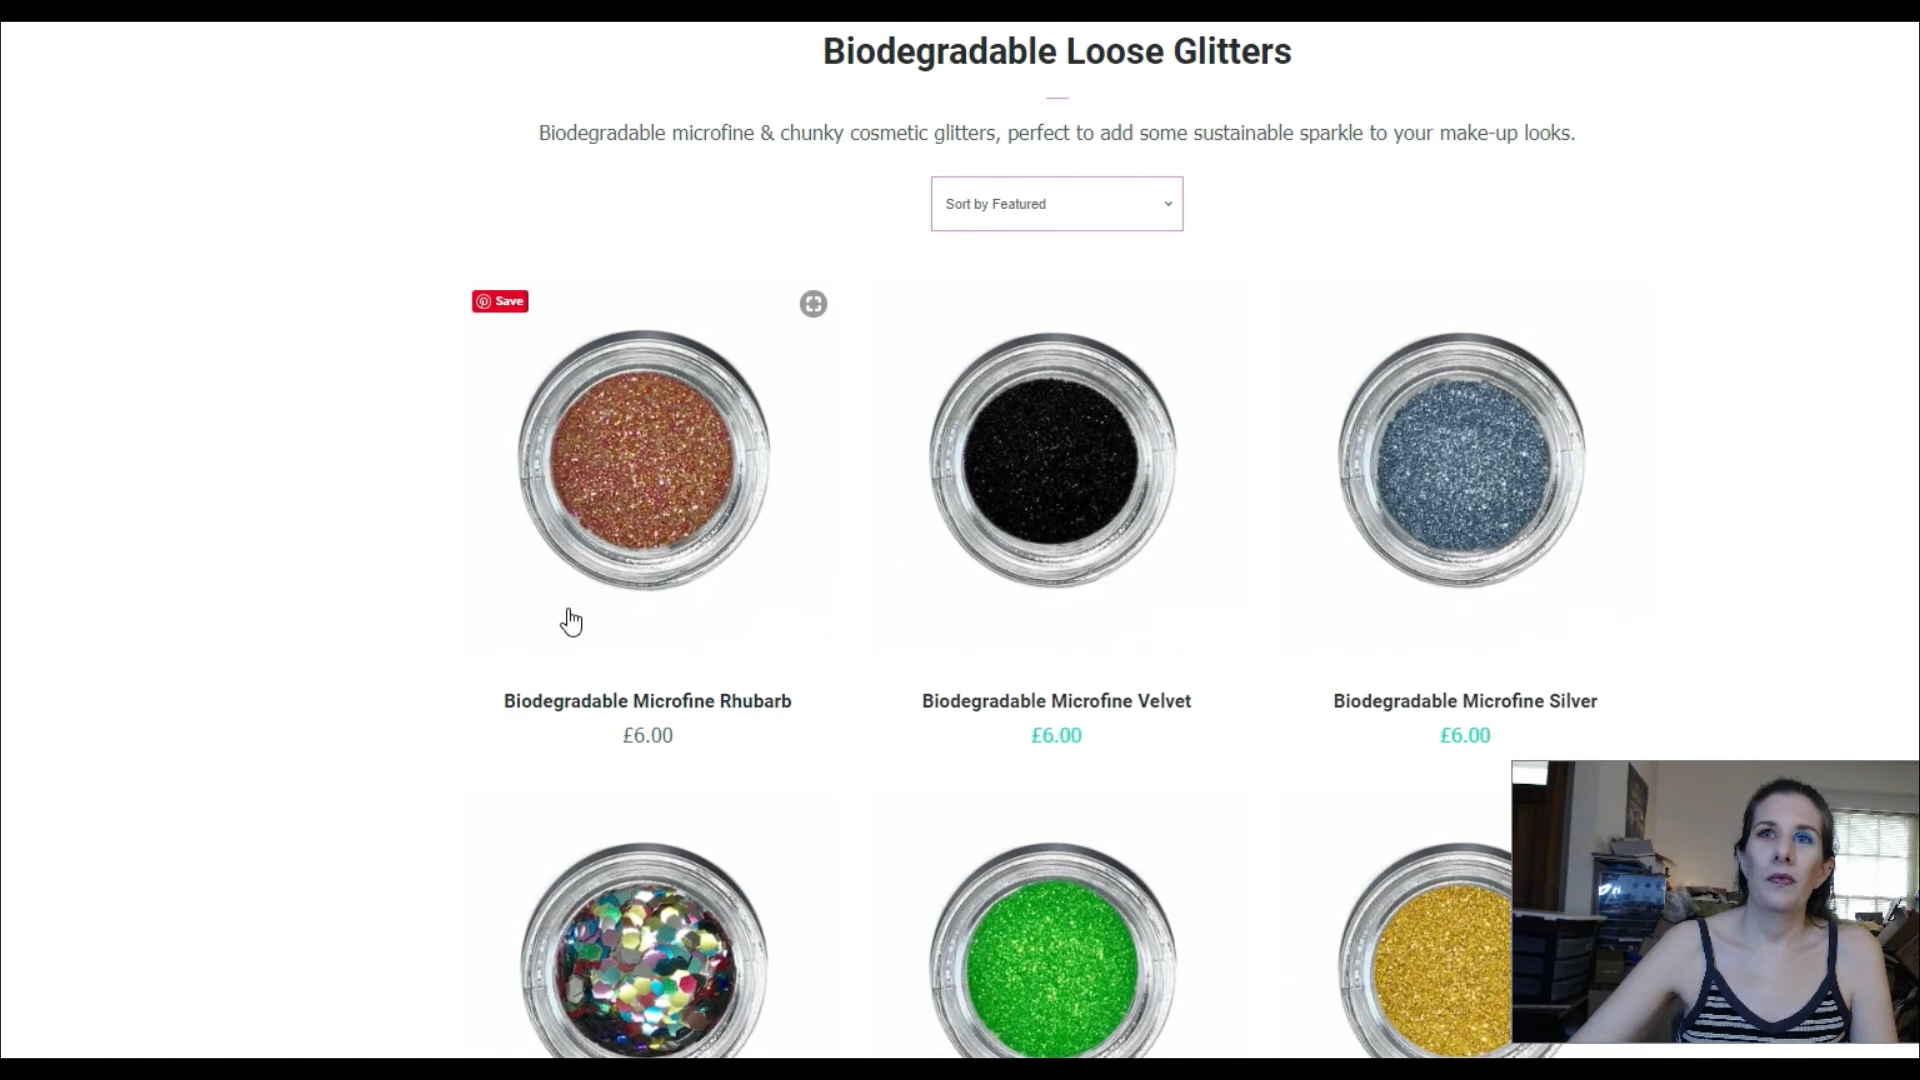 Biodegradable Loose Glitters
Biodegradable microfine & chunky cosmetic glitters, perfect to add some sustainable sparkle to your make-up looks.
Sort by Featured
Save
Biodegradable Microfine Rhubarb
£6.00
Biodegradable Microfine Velvet
£6.00
Biodegradable Microfine Silver
£6.00